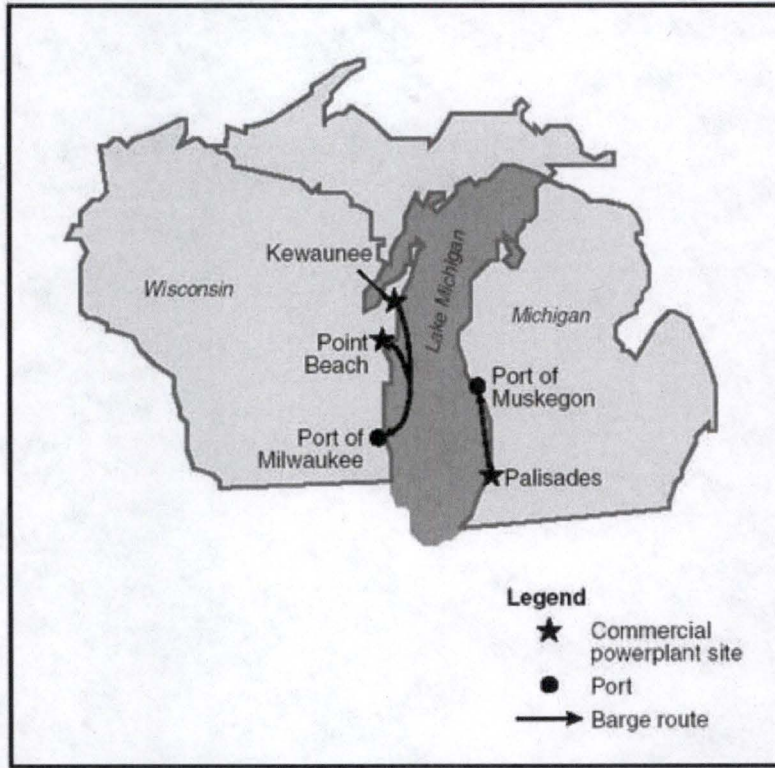 Kewaunee
Wisconsin
Lake Michigan
Michigan
Point
Beach
Port of
Muskegon
Port of
Milwaukee
Palisades
Legend
Commercial
powerplant site
Port
Barge route